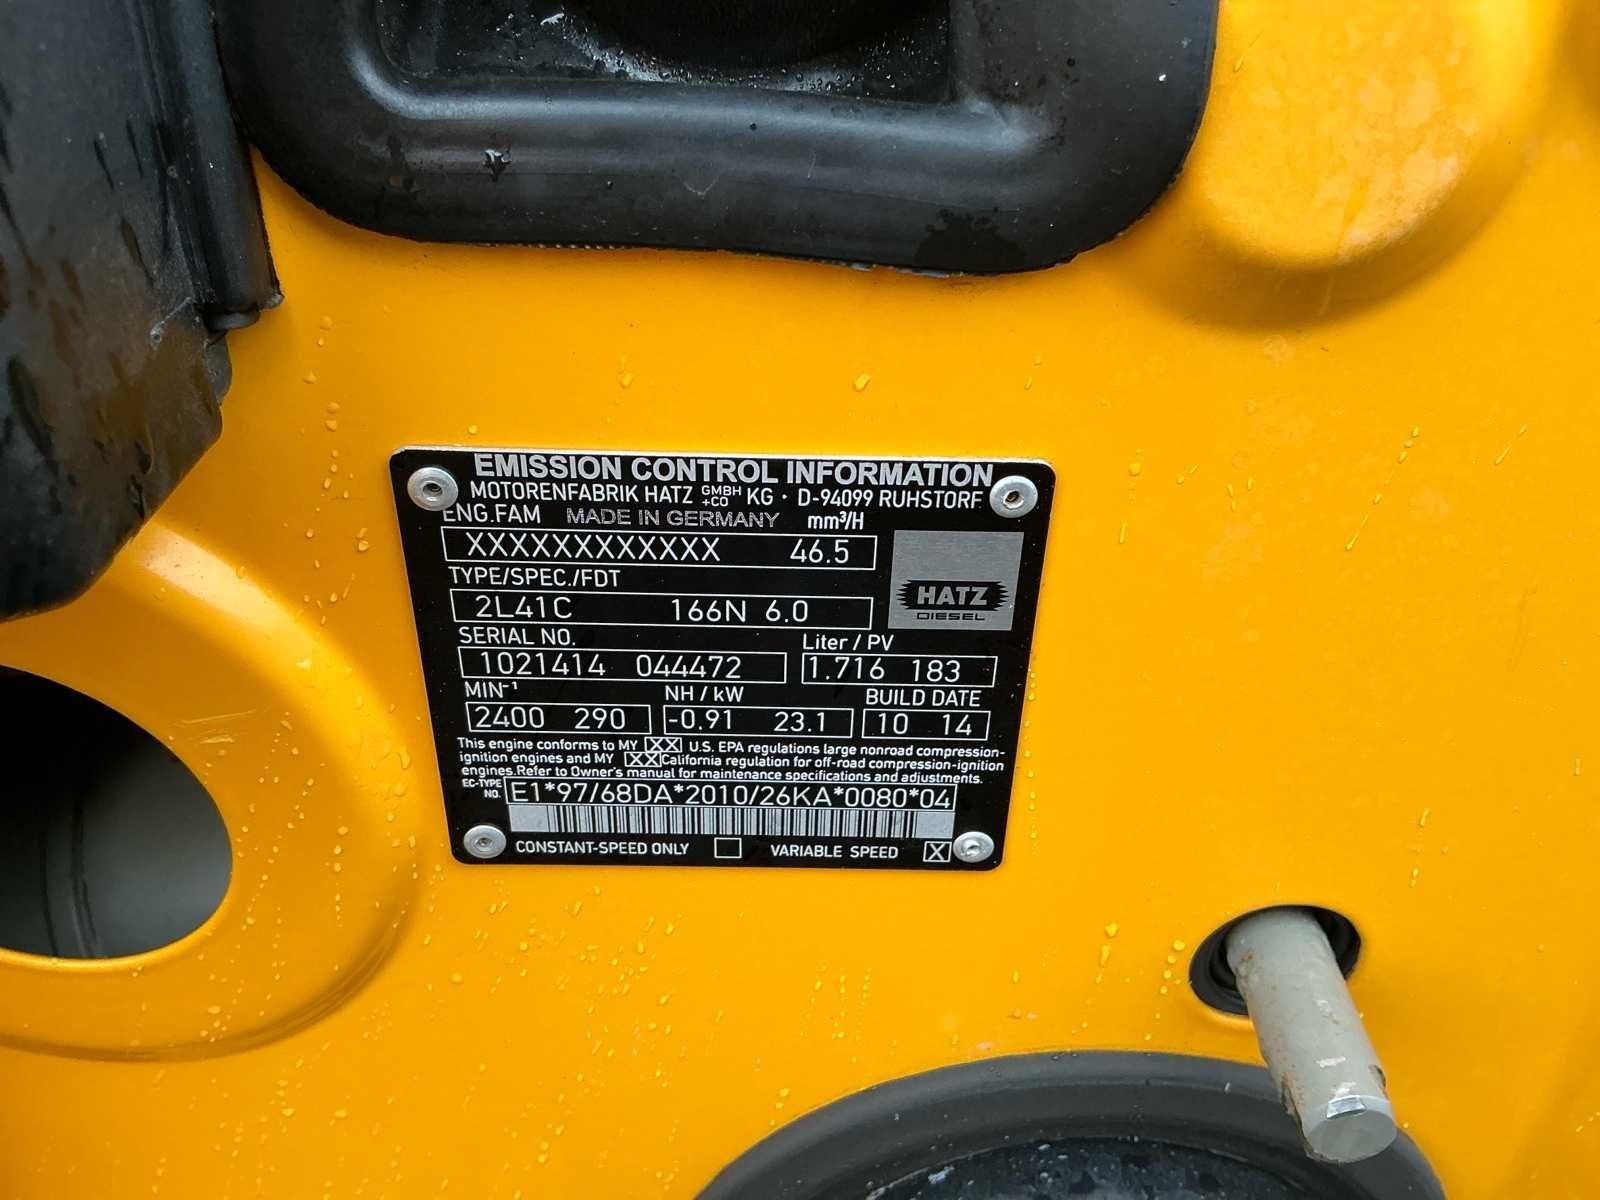 EMISSION CONTROL INFORMATION
MOTORENFABRIK HATZ GMBH +CO KG · D-94099 RUHSTORF
ENG.FAM MADE IN GERMANY mm³/H
XXXXXXXXXXXX 46.5
TYPE/SPEC./FDT
2L41C 166N 6.0
HATZ
DIESEL
SERIAL NO. Liter / PV
1021414 044472 1.716 183
MIN⁻¹ NH / kW BUILD DATE
2400 290 -0.91 23.1 10 14
This engine conforms to MY XX U.S. EPA regulations large nonroad compression-
ignition engines and MY XX California regulation for off-road compression-ignition
engines.Refer to Owner's manual for maintenance specifications and adjustments.
EC-TYPE NO. E1*97/68DA*2010/26KA*0080*04
CONSTANT-SPEED ONLY VARIABLE SPEED X